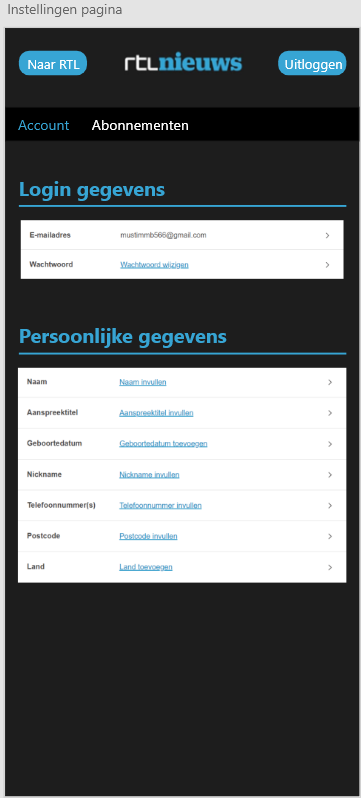 Instellingen pagina
Naar RTL
rtlnieuws
Uitloggen
Account Abonnementen
Login gegevens
E-mailadres mustimmb566@gmail.com
Wachtwoord Wachtwoord wijzigen
Persoonlijke gegevens
Naam Naam invullen
Aanspreektitel Aanspreektitel invullen
Geboortedatum Geboortedatum toevoegen
Nickname Nickname invullen
Telefoonnummer(s) Telefoonnummer invullen
Postcode Postcode invullen
Land Land toevoegen